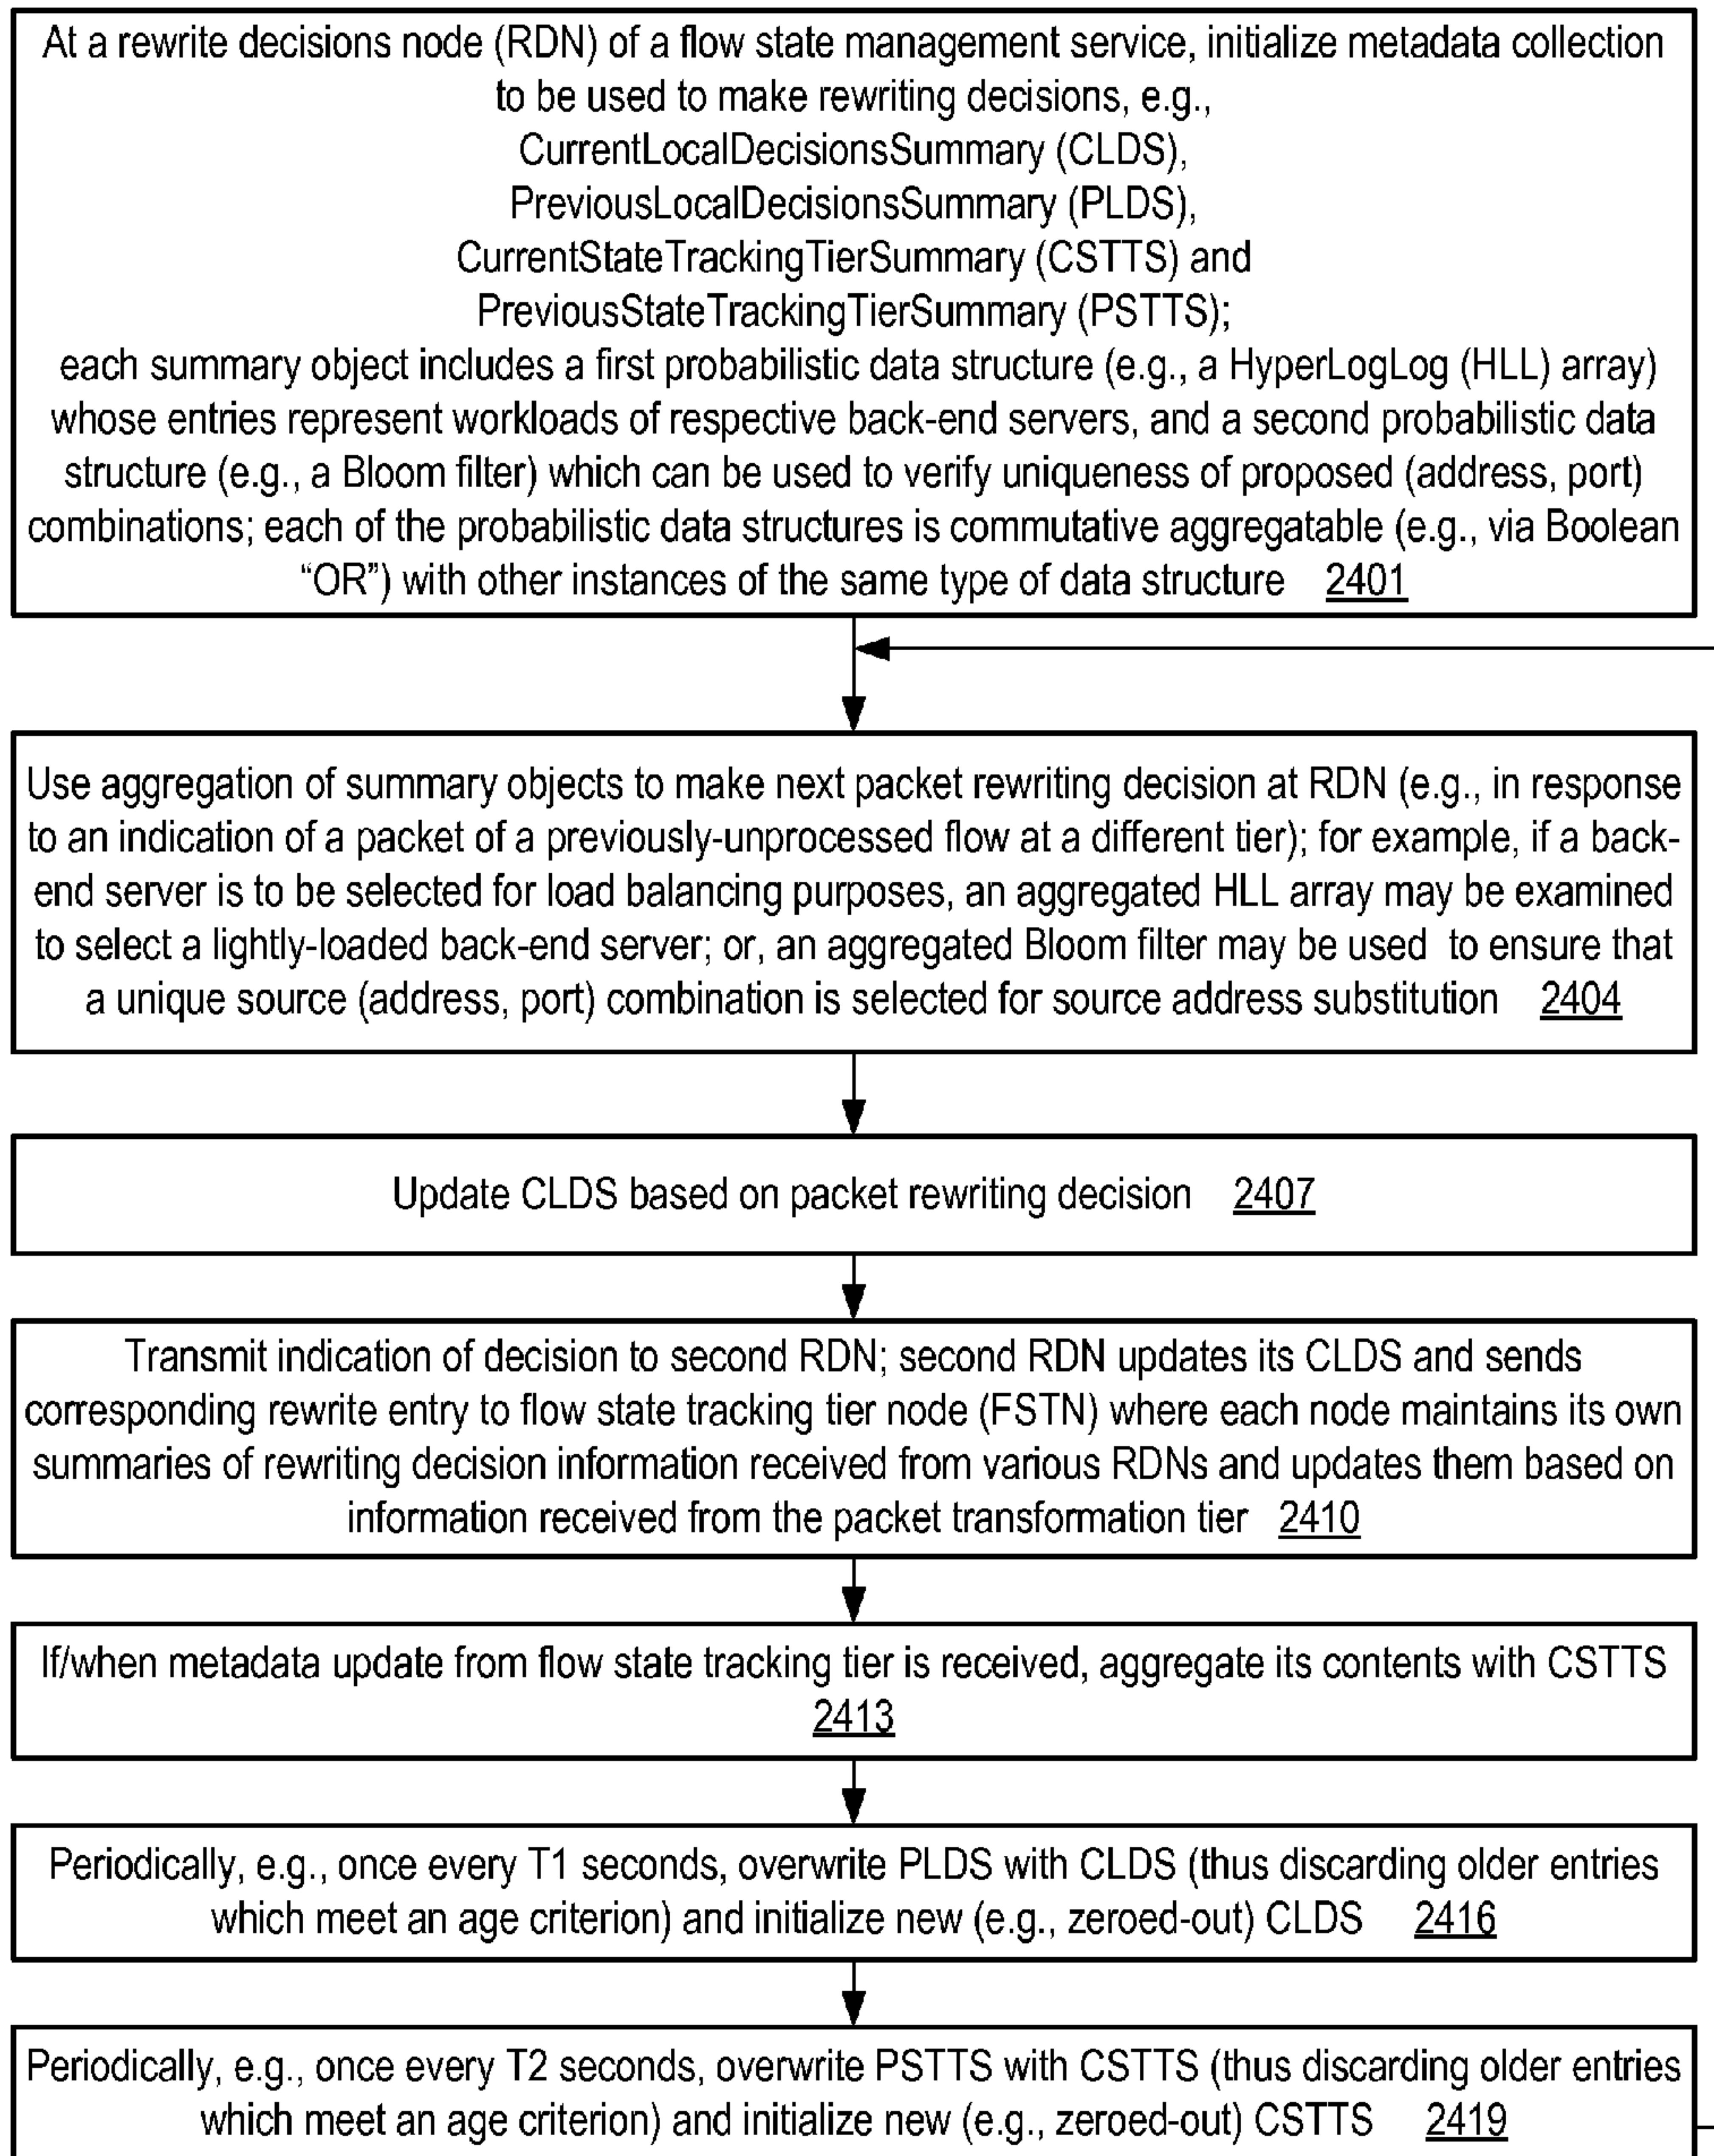 At a rewrite decisions node (RDN) of a flow state management service, initialize metadata collection
to be used to make rewriting decisions, e.g.,
CurrentLocalDecisionsSummary (CLDS),
PreviousLocalDecisionsSummary (PLDS),
CurrentStateTrackingTierSummary (CSTTS) and
PreviousStateTrackingTierSummary (PSTTS);
each summary object includes a first probabilistic data structure (e.g., a HyperLogLog (HLL) array)
whose entries represent workloads of respective back-end servers, and a second probabilistic data
structure (e.g., a Bloom filter) which can be used to verify uniqueness of proposed (address, port)
combinations; each of the probabilistic data structures is commutative aggregatable (e.g., via Boolean
“OR”) with other instances of the same type of data structure 2401
Use aggregation of summary objects to make next packet rewriting decision at RDN (e.g., in response
to an indication of a packet of a previously-unprocessed flow at a different tier); for example, if a back-
end server is to be selected for load balancing purposes, an aggregated HLL array may be examined
to select a lightly-loaded back-end server; or, an aggregated Bloom filter may be used to ensure that
a unique source (address, port) combination is selected for source address substitution 2404
Update CLDS based on packet rewriting decision 2407
Transmit indication of decision to second RDN; second RDN updates its CLDS and sends
corresponding rewrite entry to flow state tracking tier node (FSTN) where each node maintains its own
summaries of rewriting decision information received from various RDNs and updates them based on
information received from the packet transformation tier 2410
If/when metadata update from flow state tracking tier is received, aggregate its contents with CSTTS
2413
Periodically, e.g., once every T1 seconds, overwrite PLDS with CLDS (thus discarding older entries
which meet an age criterion) and initialize new (e.g., zeroed-out) CLDS 2416
Periodically, e.g., once every T2 seconds, overwrite PSTTS with CSTTS (thus discarding older entries
which meet an age criterion) and initialize new (e.g., zeroed-out) CSTTS 2419